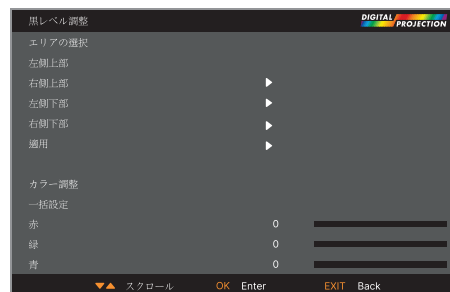 黒レベル調整
DIGITAL PROJECTION
エリアの選択
左側上部
右側上部
左側下部
右側下部
適用
カラー調整
一括設定
赤 0
緑 0
青 0
スクロール OK Enter EXIT Back